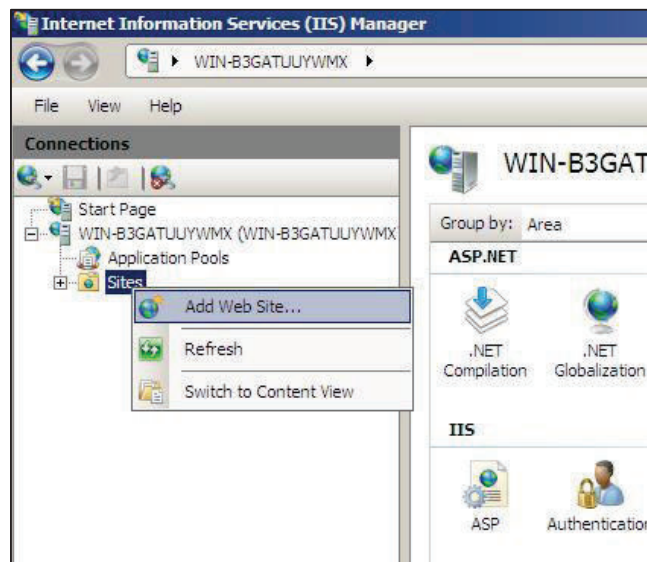 Internet Information Services (IIS) Manager
WIN-B3GATUUYWMX
File View Help
Connections
Start Page
WIN-B3GATUUYWMX (WIN-B3GATUUYWMX
Application Pools
Sites
Add Web Site...
Refresh
Switch to Content View
WIN-B3GAT
Group by: Area
ASP.NET
.NET Compilation
.NET Globalization
IIS
ASP
Authentication